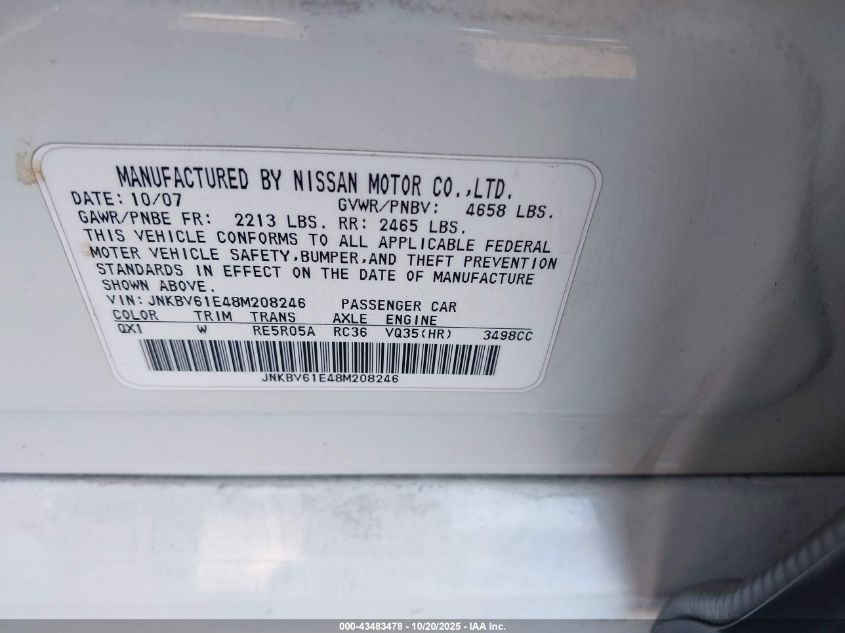 MANUFACTURED BY NISSAN MOTOR CO.,LTD.
DATE: 10/07 GVWR/PNBV: 4658 LBS.
GAWR/PNBE FR: 2213 LBS. RR: 2465 LBS.
THIS VEHICLE CONFORMS TO ALL APPLICABLE FEDERAL
MOTER VEHICLE SAFETY,BUMPER,AND THEFT PREVENTION
STANDARDS IN EFFECT ON THE DATE OF MANUFACTURE
SHOWN ABOVE.
VIN: JNKBV61E48M208246 PASSENGER CAR
COLOR TRIM TRANS AXLE ENGINE
QX1 W RE5R05A RC36 VQ35(HR) 3498CC
JNKBV61E48M208246
000-43483478 - 10/20/2025 - IAA Inc.